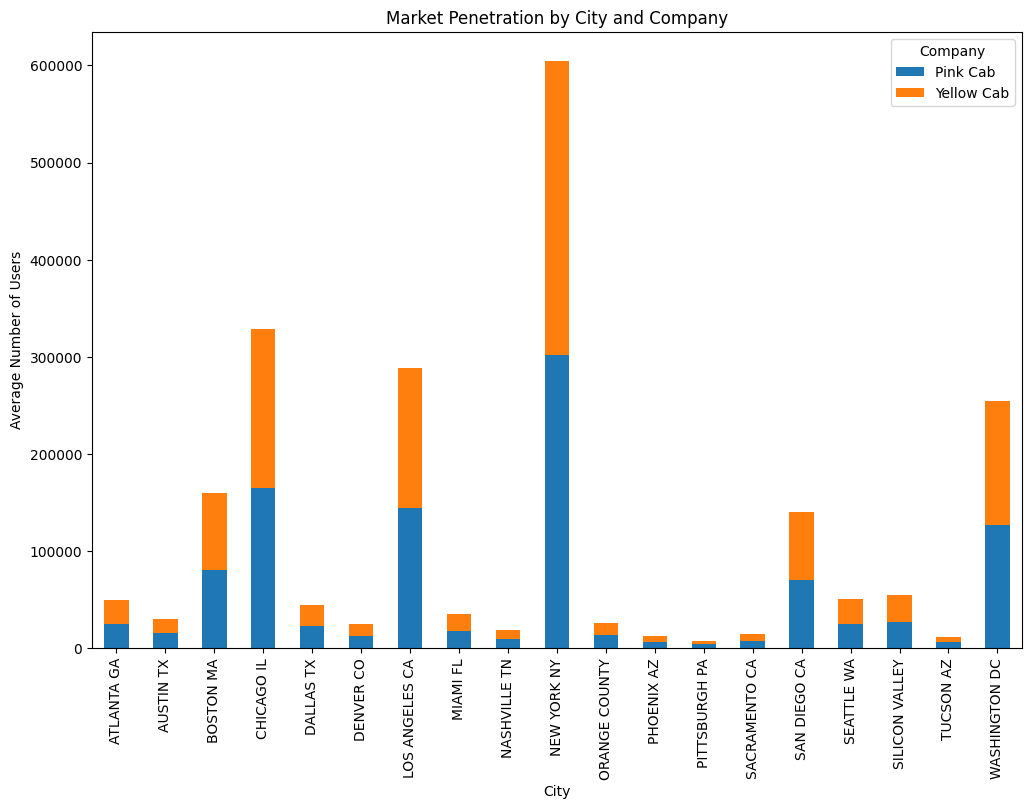 Market Penetration by City and Company
Company
Pink Cab
Yellow Cab
Average Number of Users
600000
500000
400000
300000
200000
100000
0
ATLANTA GA
AUSTIN TX
BOSTON MA
CHICAGO IL
DALLAS TX
DENVER CO
LOS ANGELES CA
MIAMI FL
NASHVILLE TN
NEW YORK NY
ORANGE COUNTY
PHOENIX AZ
PITTSBURGH PA
SACRAMENTO CA
SAN DIEGO CA
SEATTLE WA
SILICON VALLEY
TUCSON AZ
WASHINGTON DC
City